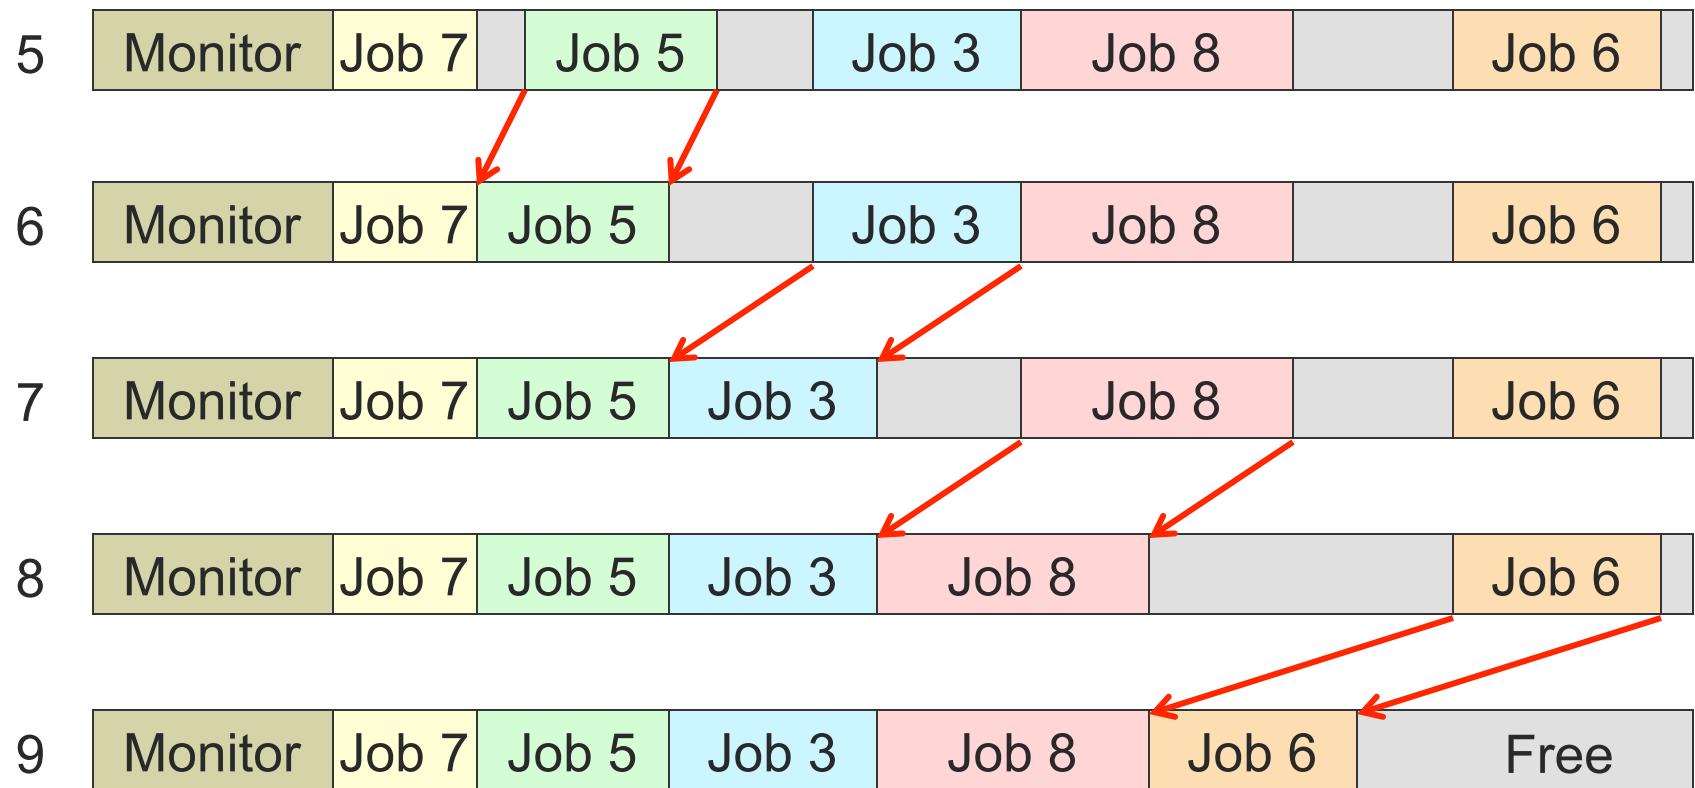 5 Monitor Job 7 Job 5 Job 3 Job 8 Job 6
6 Monitor Job 7 Job 5 Job 3 Job 8 Job 6
7 Monitor Job 7 Job 5 Job 3 Job 8 Job 6
8 Monitor Job 7 Job 5 Job 3 Job 8 Job 6
9 Monitor Job 7 Job 5 Job 3 Job 8 Job 6 Free